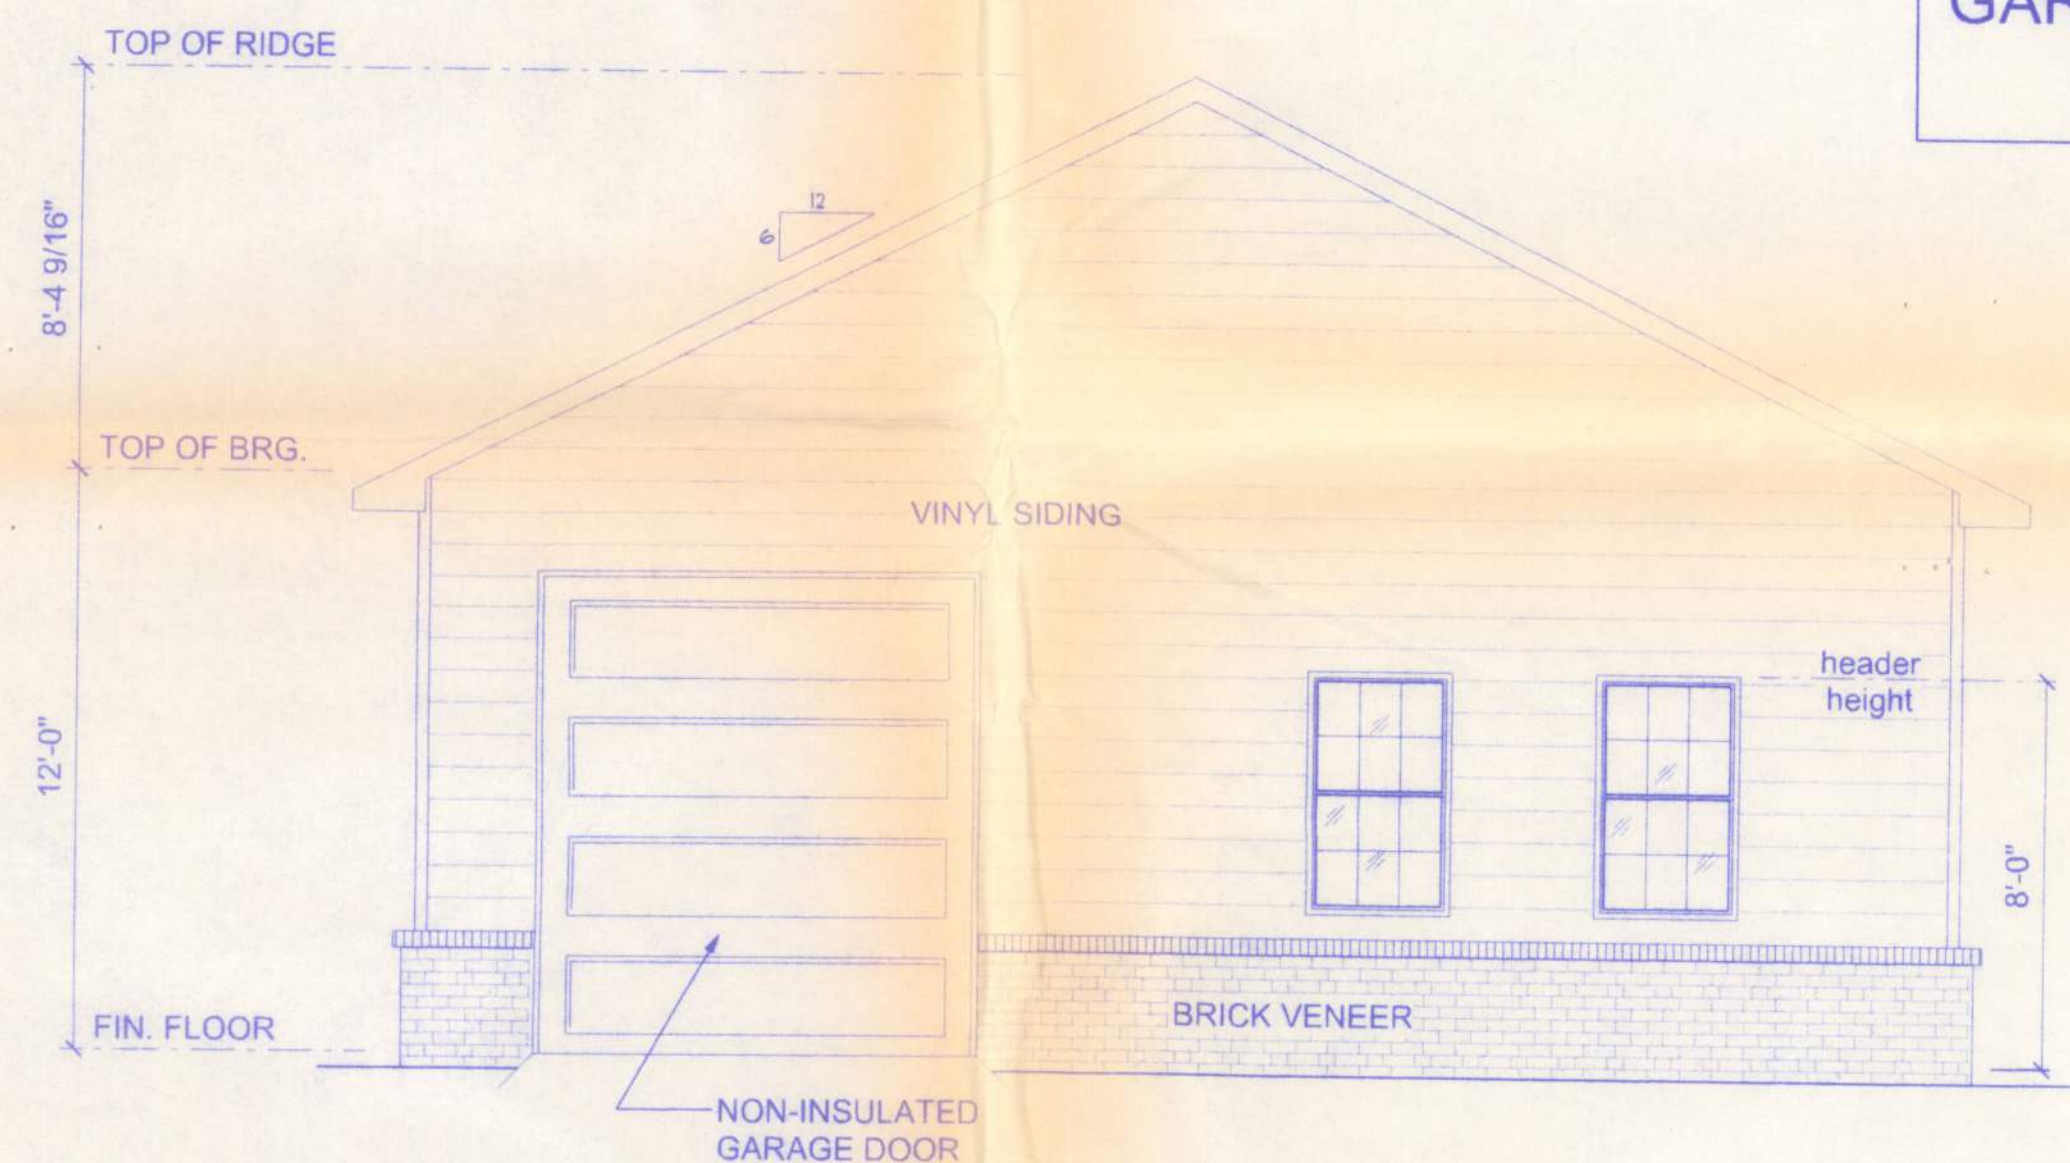 GAR
TOP OF RIDGE
12
6
8'-4 9/16"
TOP OF BRG.
VINYL SIDING
header
height
12'-0"
8'-0"
BRICK VENEER
FIN. FLOOR
NON-INSULATED
GARAGE DOOR